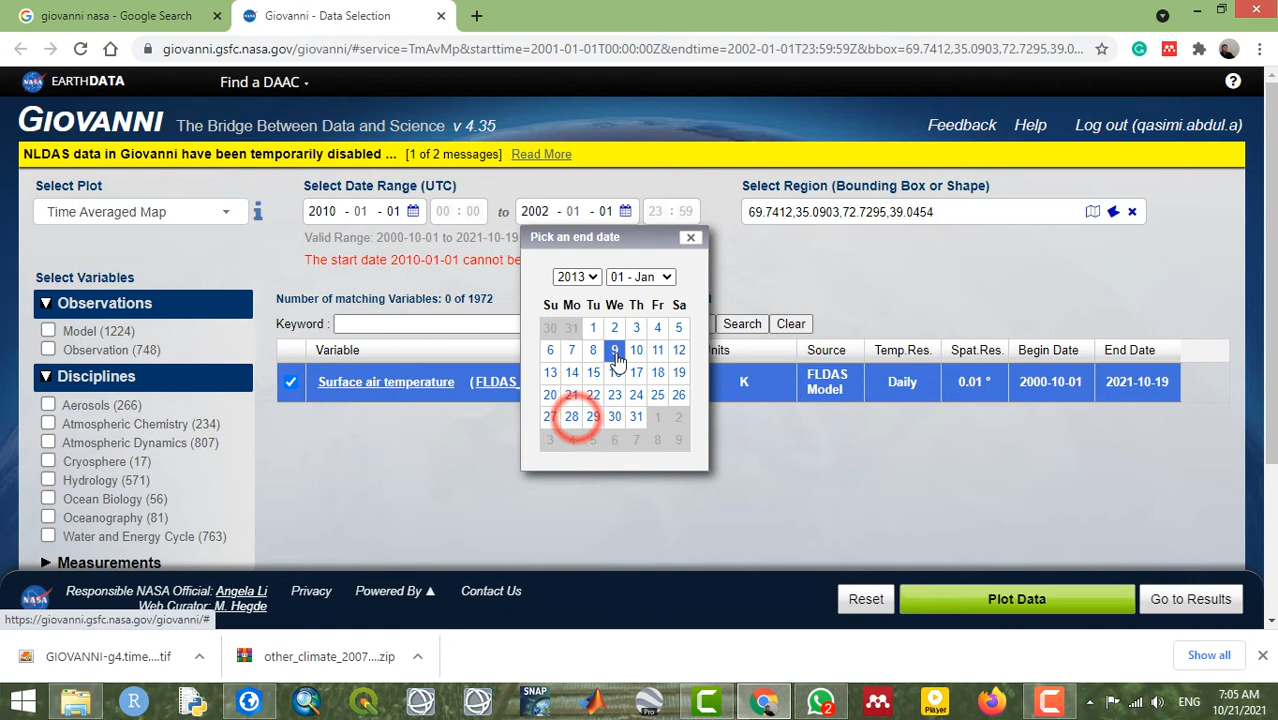 giovanni nasa - Google Search
Giovanni - Data Selection
giovanni.gsfc.nasa.gov/giovanni/#service=TmAvMp&starttime=2001-01-01T00:00:00Z&endtime=2002-01-01T23:59:59Z&bbox=69.7412,35.0903,72.7295,39.0...
NASA EARTHDATA Find a DAAC ?
GIOVANNI The Bridge Between Data and Science v 4.35 Feedback Help Log out (qasimi.abdul.a)
NLDAS data in Giovanni have been temporarily disabled ... [1 of 2 messages] Read More
Select Plot Select Date Range (UTC) Select Region (Bounding Box or Shape)
Time Averaged Map 2010 - 01 - 01 00 : 00 to 2002 - 01 - 01 23 : 59 69.7412,35.0903,72.7295,39.0454
Valid Range: 2000-10-01 to 2021-10-19
The start date 2010-01-01 cannot be
Pick an end date
2013 01 - Jan
Su Mo Tu We Th Fr Sa
30 31 1 2 3 4 5
6 7 8 9 10 11 12
13 14 15 16 17 18 19
20 21 22 23 24 25 26
27 28 29 30 31 1 2
3 4 5 6 7 8 9
Select Variables
Observations
Model (1224)
Observation (748)
Disciplines
Aerosols (266)
Atmospheric Chemistry (234)
Atmospheric Dynamics (807)
Cryosphere (17)
Hydrology (571)
Ocean Biology (56)
Oceanography (81)
Water and Energy Cycle (763)
Measurements
Number of matching Variables: 0 of 1972
Keyword : Search Clear
Variable Units Source Temp.Res. Spat.Res. Begin Date End Date
Surface air temperature (FLDAS_ K FLDAS Model Daily 0.01 ° 2000-10-01 2021-10-19
Responsible NASA Official: Angela Li Privacy Powered By Contact Us
Web Curator: M. Hegde
Reset Plot Data Go to Results
https://giovanni.gsfc.nasa.gov/giovanni/#
GIOVANNI-g4.time....tif other_climate_2007....zip Show all
SNAP Pro 2 Player ENG
7:05 AM
10/21/2021